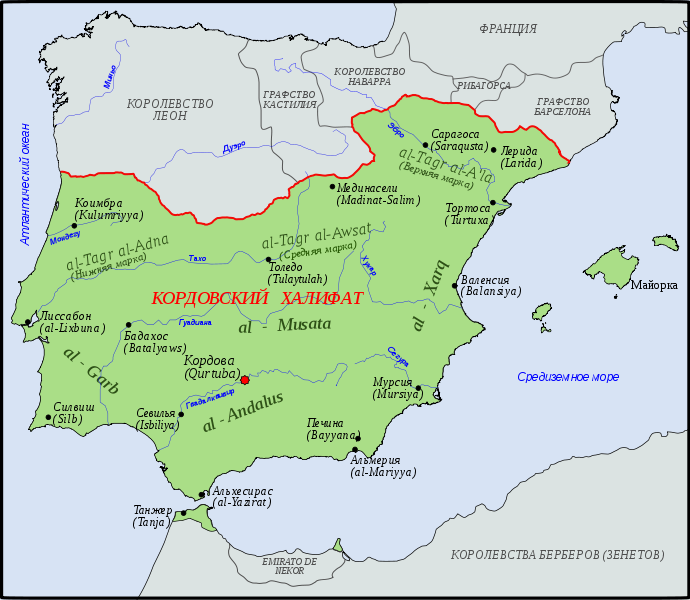 ФРАНЦИЯ
КОРОЛЕВСТВО
НАВАРРА
РИБАГОРСА
ГРАФСТВО
КАСТИЛИЯ
ГРАФСТВО
БАРСЕЛОНА
КОРОЛЕВСТВО
ЛЕОН
Миньо
Дуэро
Эбро
Атлантический океан
Сарагоса
(Saraqusta)
Лерида
(Larida)
al-Tagr al-A'la
(Верхняя марка)
Мединасели
(Madinat-Salim)
Коимбра
(Kulumriyya)
Тортоса
(Turtuxa)
Мондегу
al-Tagr al-Adna
(Нижняя марка)
al-Tagr al-Awsat
(Средняя марка)
Тахо
Толедо
(Tulaytulah)
Хукар
al - Xarq
Валенсия
(Balansiya)
Майорка
КОРДОВСКИЙ ХАЛИФАТ
Лиссабон
(al-Lixbuna)
Гуадиана
al - Musata
Бадахос
(Batalyaws)
al - Garb
Кордова
(Qurtuba)
Сегура
Средиземное море
Мурсия
(Mursiya)
Гвадалквивир
al - Andalus
Силвиш
(Silb)
Севилья
(Isbiliya)
Печина
(Bayyana)
Альмерия
(al-Mariyya)
Альхесирас
(al-Yazirat)
Танжер
(Tanja)
EMIRATO DE
NEKOR
КОРОЛЕВСТВА БЕРБЕРОВ (ЗЕНЕТОВ)